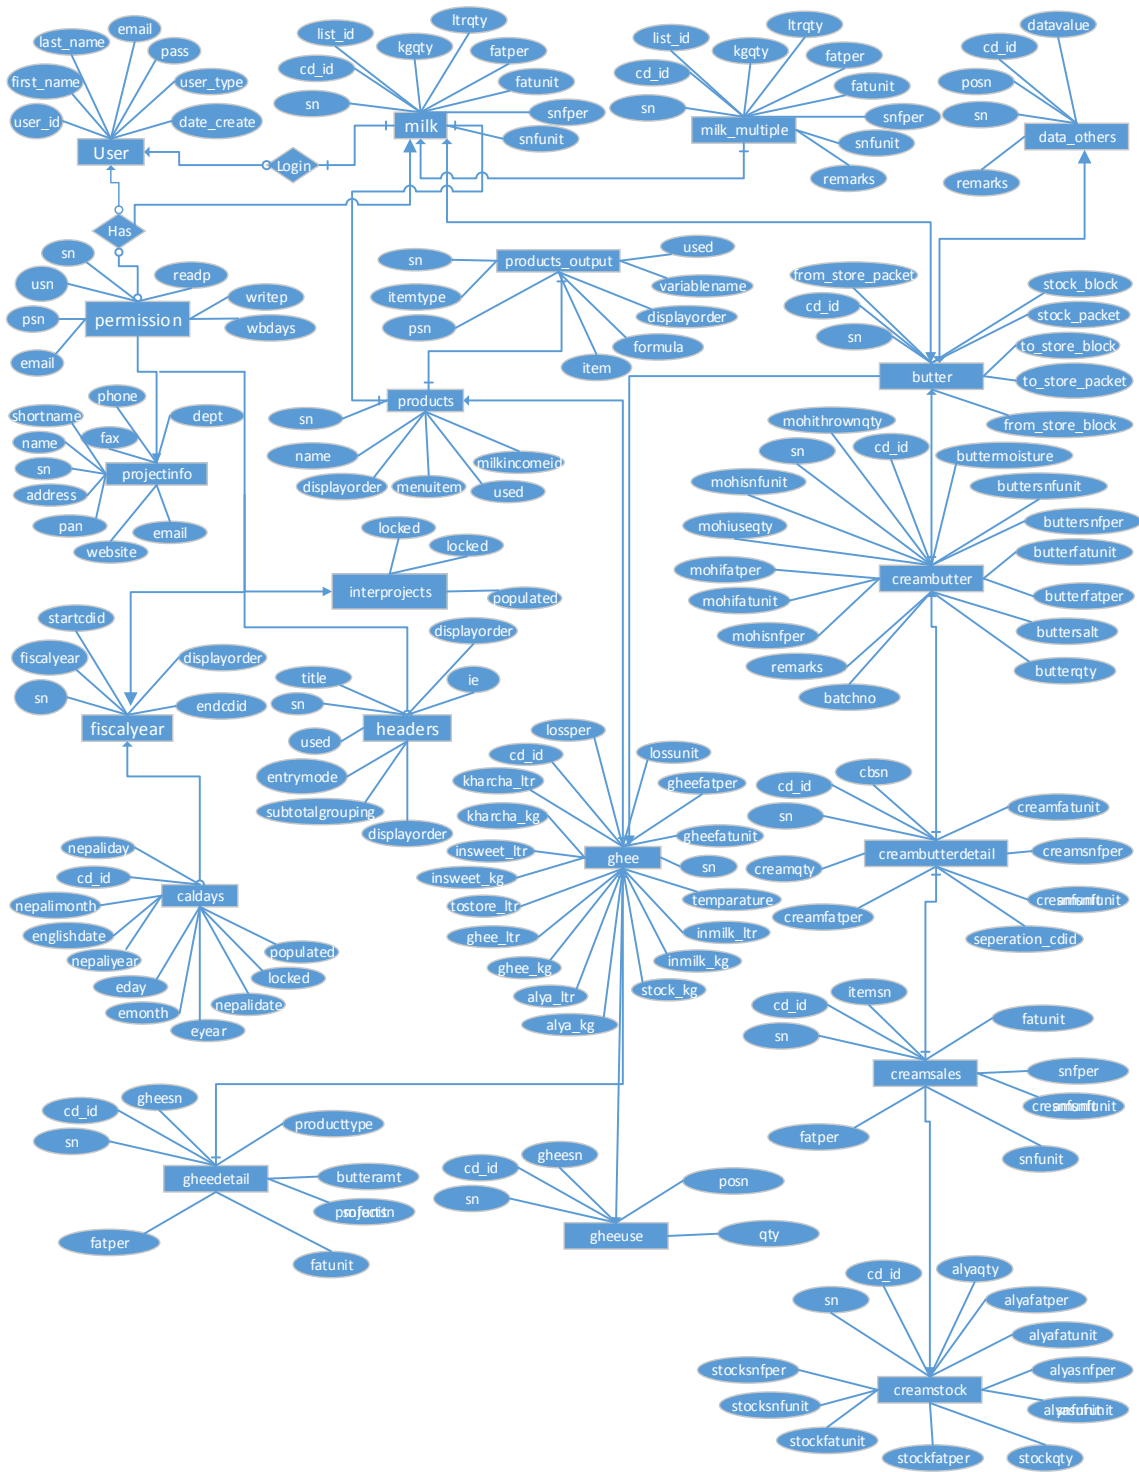 email
last_name
pass
first_name
user_type
user_id
date_create
User
Login
Has
ltrqty
list_id
kgqty
fatper
cd_id
fatunit
sn
snfper
milk
snfunit
ltrqty
list_id
kgqty
fatper
cd_id
fatunit
sn
snfper
milk_multiple
snfunit
remarks
datavalue
cd_id
posn
sn
data_others
remarks
sn
readp
usn
writep
psn
permission
wbdays
email
used
sn
products_output
variablename
itemtype
displayorder
psn
formula
item
from_store_packet
stock_block
cd_id
stock_packet
sn
to_store_block
butter
to_store_packet
from_store_block
phone
shortname
dept
fax
name
sn
projectinfo
address
pan
email
website
products
sn
name
milkincomeid
displayorder
menuitem
used
mohithrownqty
cd_id
sn
buttermoisture
mohisnfunit
buttersnfunit
mohiuseqty
buttersnfper
butterfatunit
mohifatper
creambutter
butterfatper
mohifatunit
mohisnfper
buttersalt
remarks
butterqty
batchno
locked
locked
interprojects
populated
startcdid
fiscalyear
displayorder
sn
endcdid
fiscalyear
displayorder
title
ie
sn
used
headers
entrymode
subtotalgrouping
displayorder
lossper
cd_id
lossunit
kharcha_ltr
gheefatper
kharcha_kg
gheefatunit
insweet_ltr
ghee
sn
insweet_kg
temparature
tostore_ltr
inmilk_ltr
ghee_ltr
inmilk_kg
ghee_kg
stock_kg
alya_ltr
alya_kg
cbsn
cd_id
creamfatunit
sn
creambutterdetail
creamsnfper
creamqty
creamfatper
seperation_cdid
nepaliday
cd_id
caldays
nepalimonth
englishdate
populated
nepaliyear
locked
eday
nepalidate
emonth
eyear
itemsn
cd_id
fatunit
sn
creamsales
snfper
fatper
snfunit
gheesn
cd_id
producttype
sn
gheedetail
butteramt
fatper
fatunit
gheesn
cd_id
posn
sn
gheeuse
qty
cd_id
alyaqty
sn
alyafatper
alyafatunit
stocksnfper
alyasnfper
creamstock
stocksnfunit
stockfatunit
stockfatper
stockqty